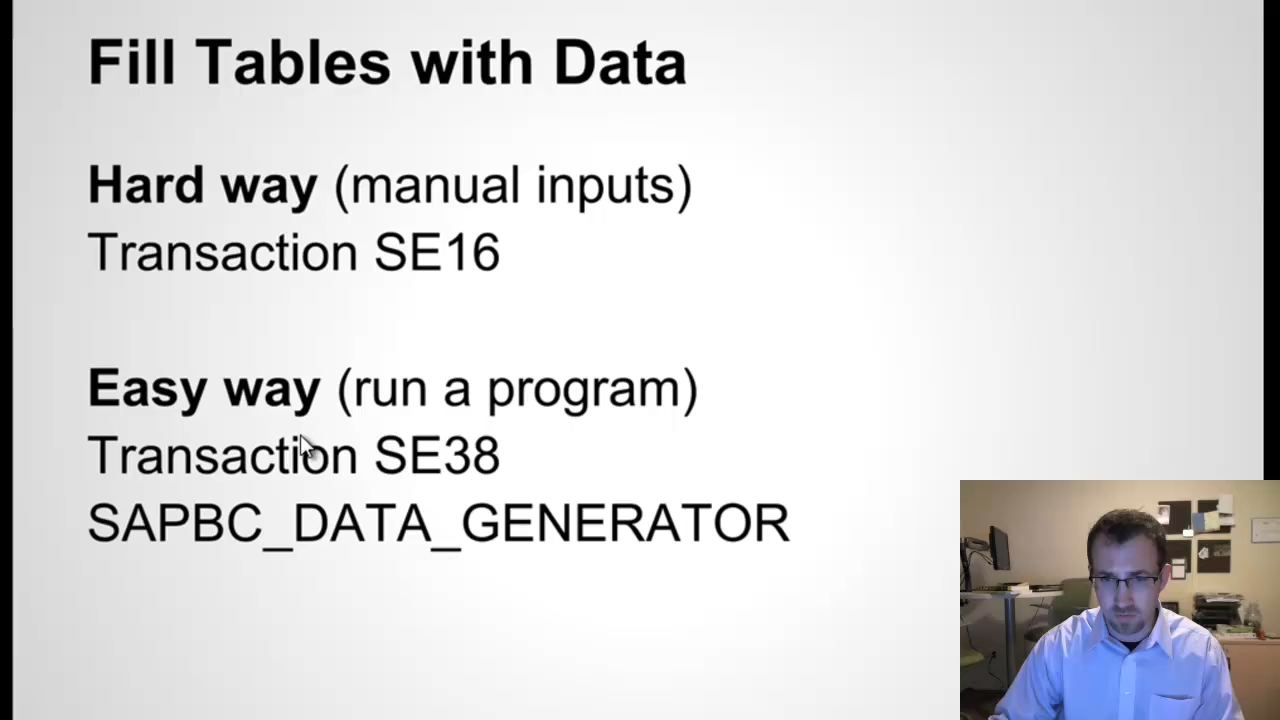 Fill Tables with Data
Hard way (manual inputs)
Transaction SE16
Easy way (run a program)
Transaction SE38
SAPBC_DATA_GENERATOR